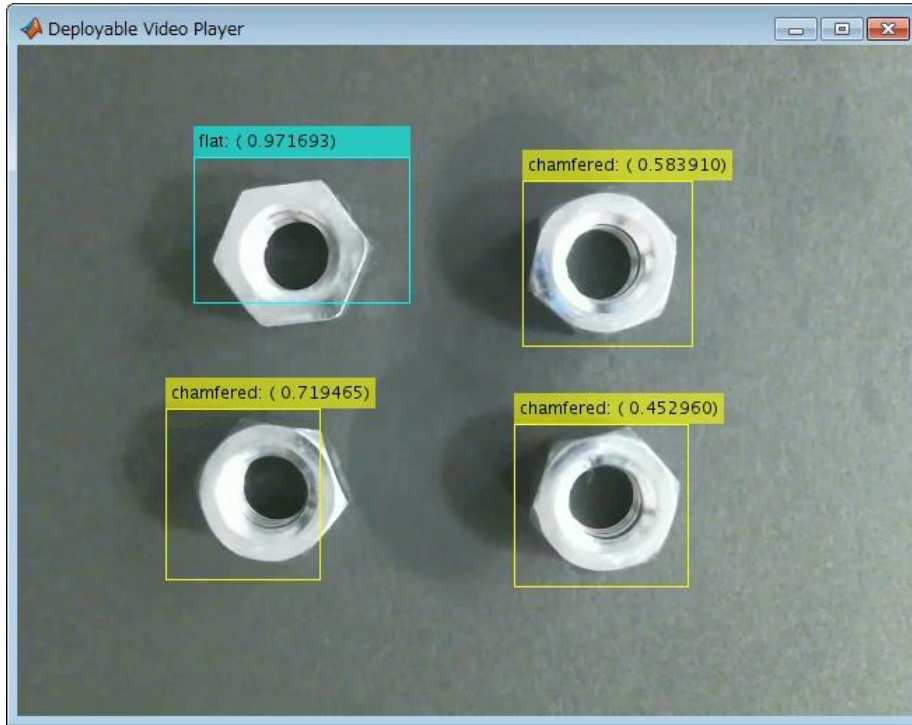 Deployable Video Player
flat: ( 0.971693)
chamfered: ( 0.583910)
chamfered: ( 0.719465)
chamfered: ( 0.452960)